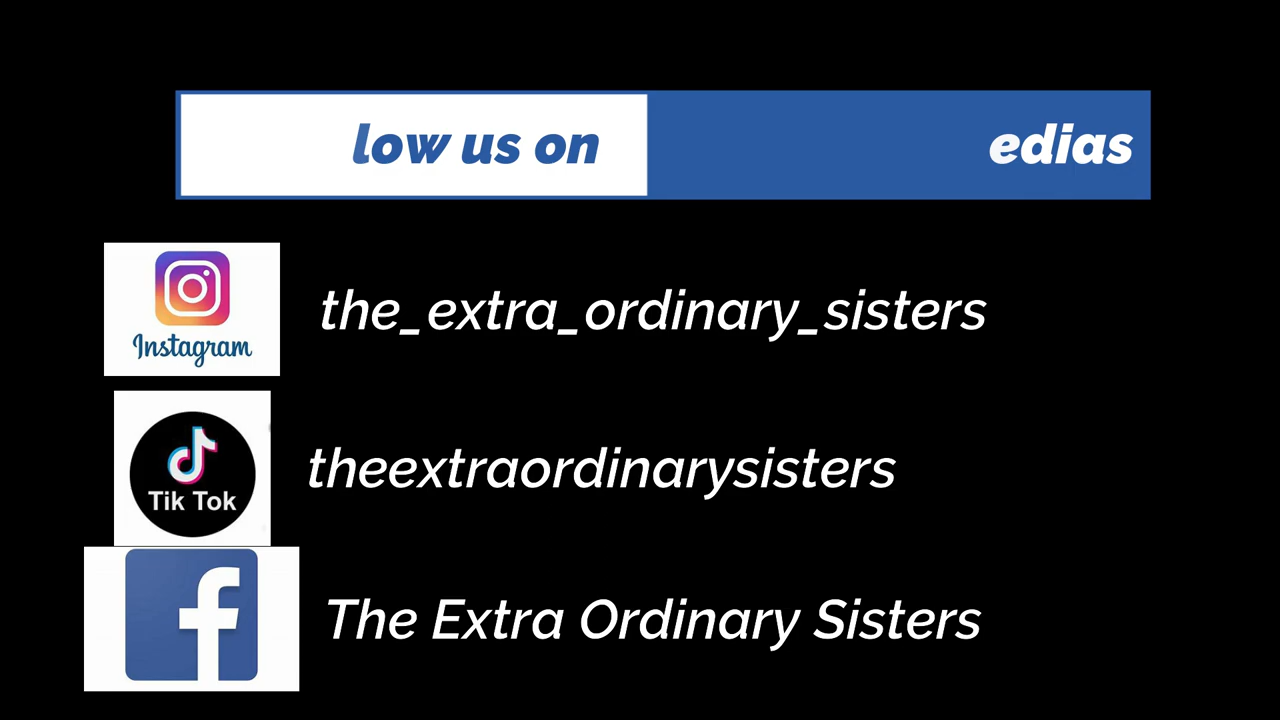 low us on edias
Instagram
the_extra_ordinary_sisters
Tik Tok
theextraordinarysisters
f
The Extra Ordinary Sisters